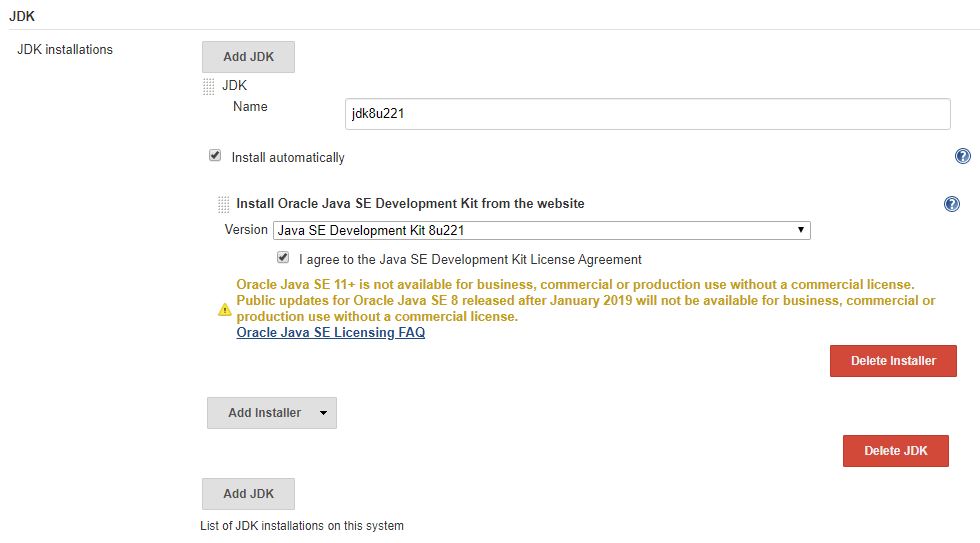 JDK
JDK installations
Add JDK
JDK
Name
jdk8u221
Install automatically
Install Oracle Java SE Development Kit from the website
Version
Java SE Development Kit 8u221
I agree to the Java SE Development Kit License Agreement
Oracle Java SE 11+ is not available for business, commercial or production use without a commercial license.
Public updates for Oracle Java SE 8 released after January 2019 will not be available for business, commercial or
production use without a commercial license.
Oracle Java SE Licensing FAQ
Delete Installer
Add Installer
Delete JDK
Add JDK
List of JDK installations on this system